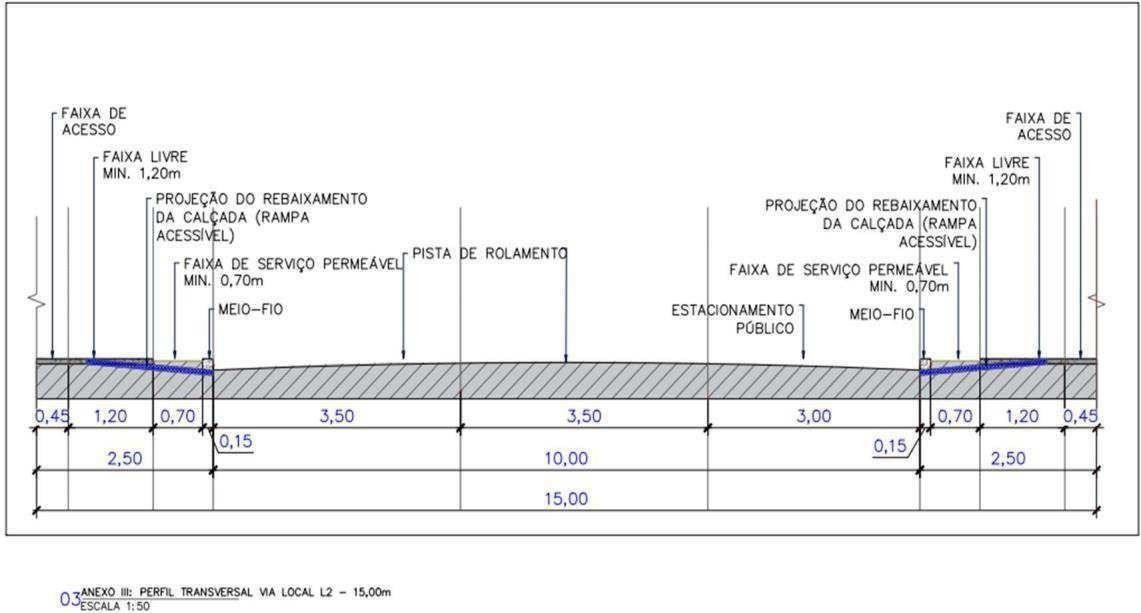 FAIXA DE
ACESSO
FAIXA LIVRE
MIN. 1,20m
PROJEÇÃO DO REBAIXAMENTO
DA CALÇADA (RAMPA
ACESSÍVEL)
FAIXA DE SERVIÇO PERMEÁVEL
MIN. 0,70m
MEIO-FIO
PISTA DE ROLAMENTO
FAIXA DE
ACESSO
FAIXA LIVRE
MIN. 1,20m
PROJEÇÃO DO REBAIXAMENTO
DA CALÇADA (RAMPA
ACESSÍVEL)
FAIXA DE SERVIÇO PERMEÁVEL
MIN. 0,70m
ESTACIONAMENTO
PÚBLICO
MEIO-FIO
0,45 1,20 0,70 3,50 3,50 3,00 0,70 1,20 0,45
0,15 0,15
2,50 10,00 2,50
15,00
03 ANEXO III: PERFIL TRANSVERSAL VIA LOCAL L2 - 15,00m
ESCALA 1:50